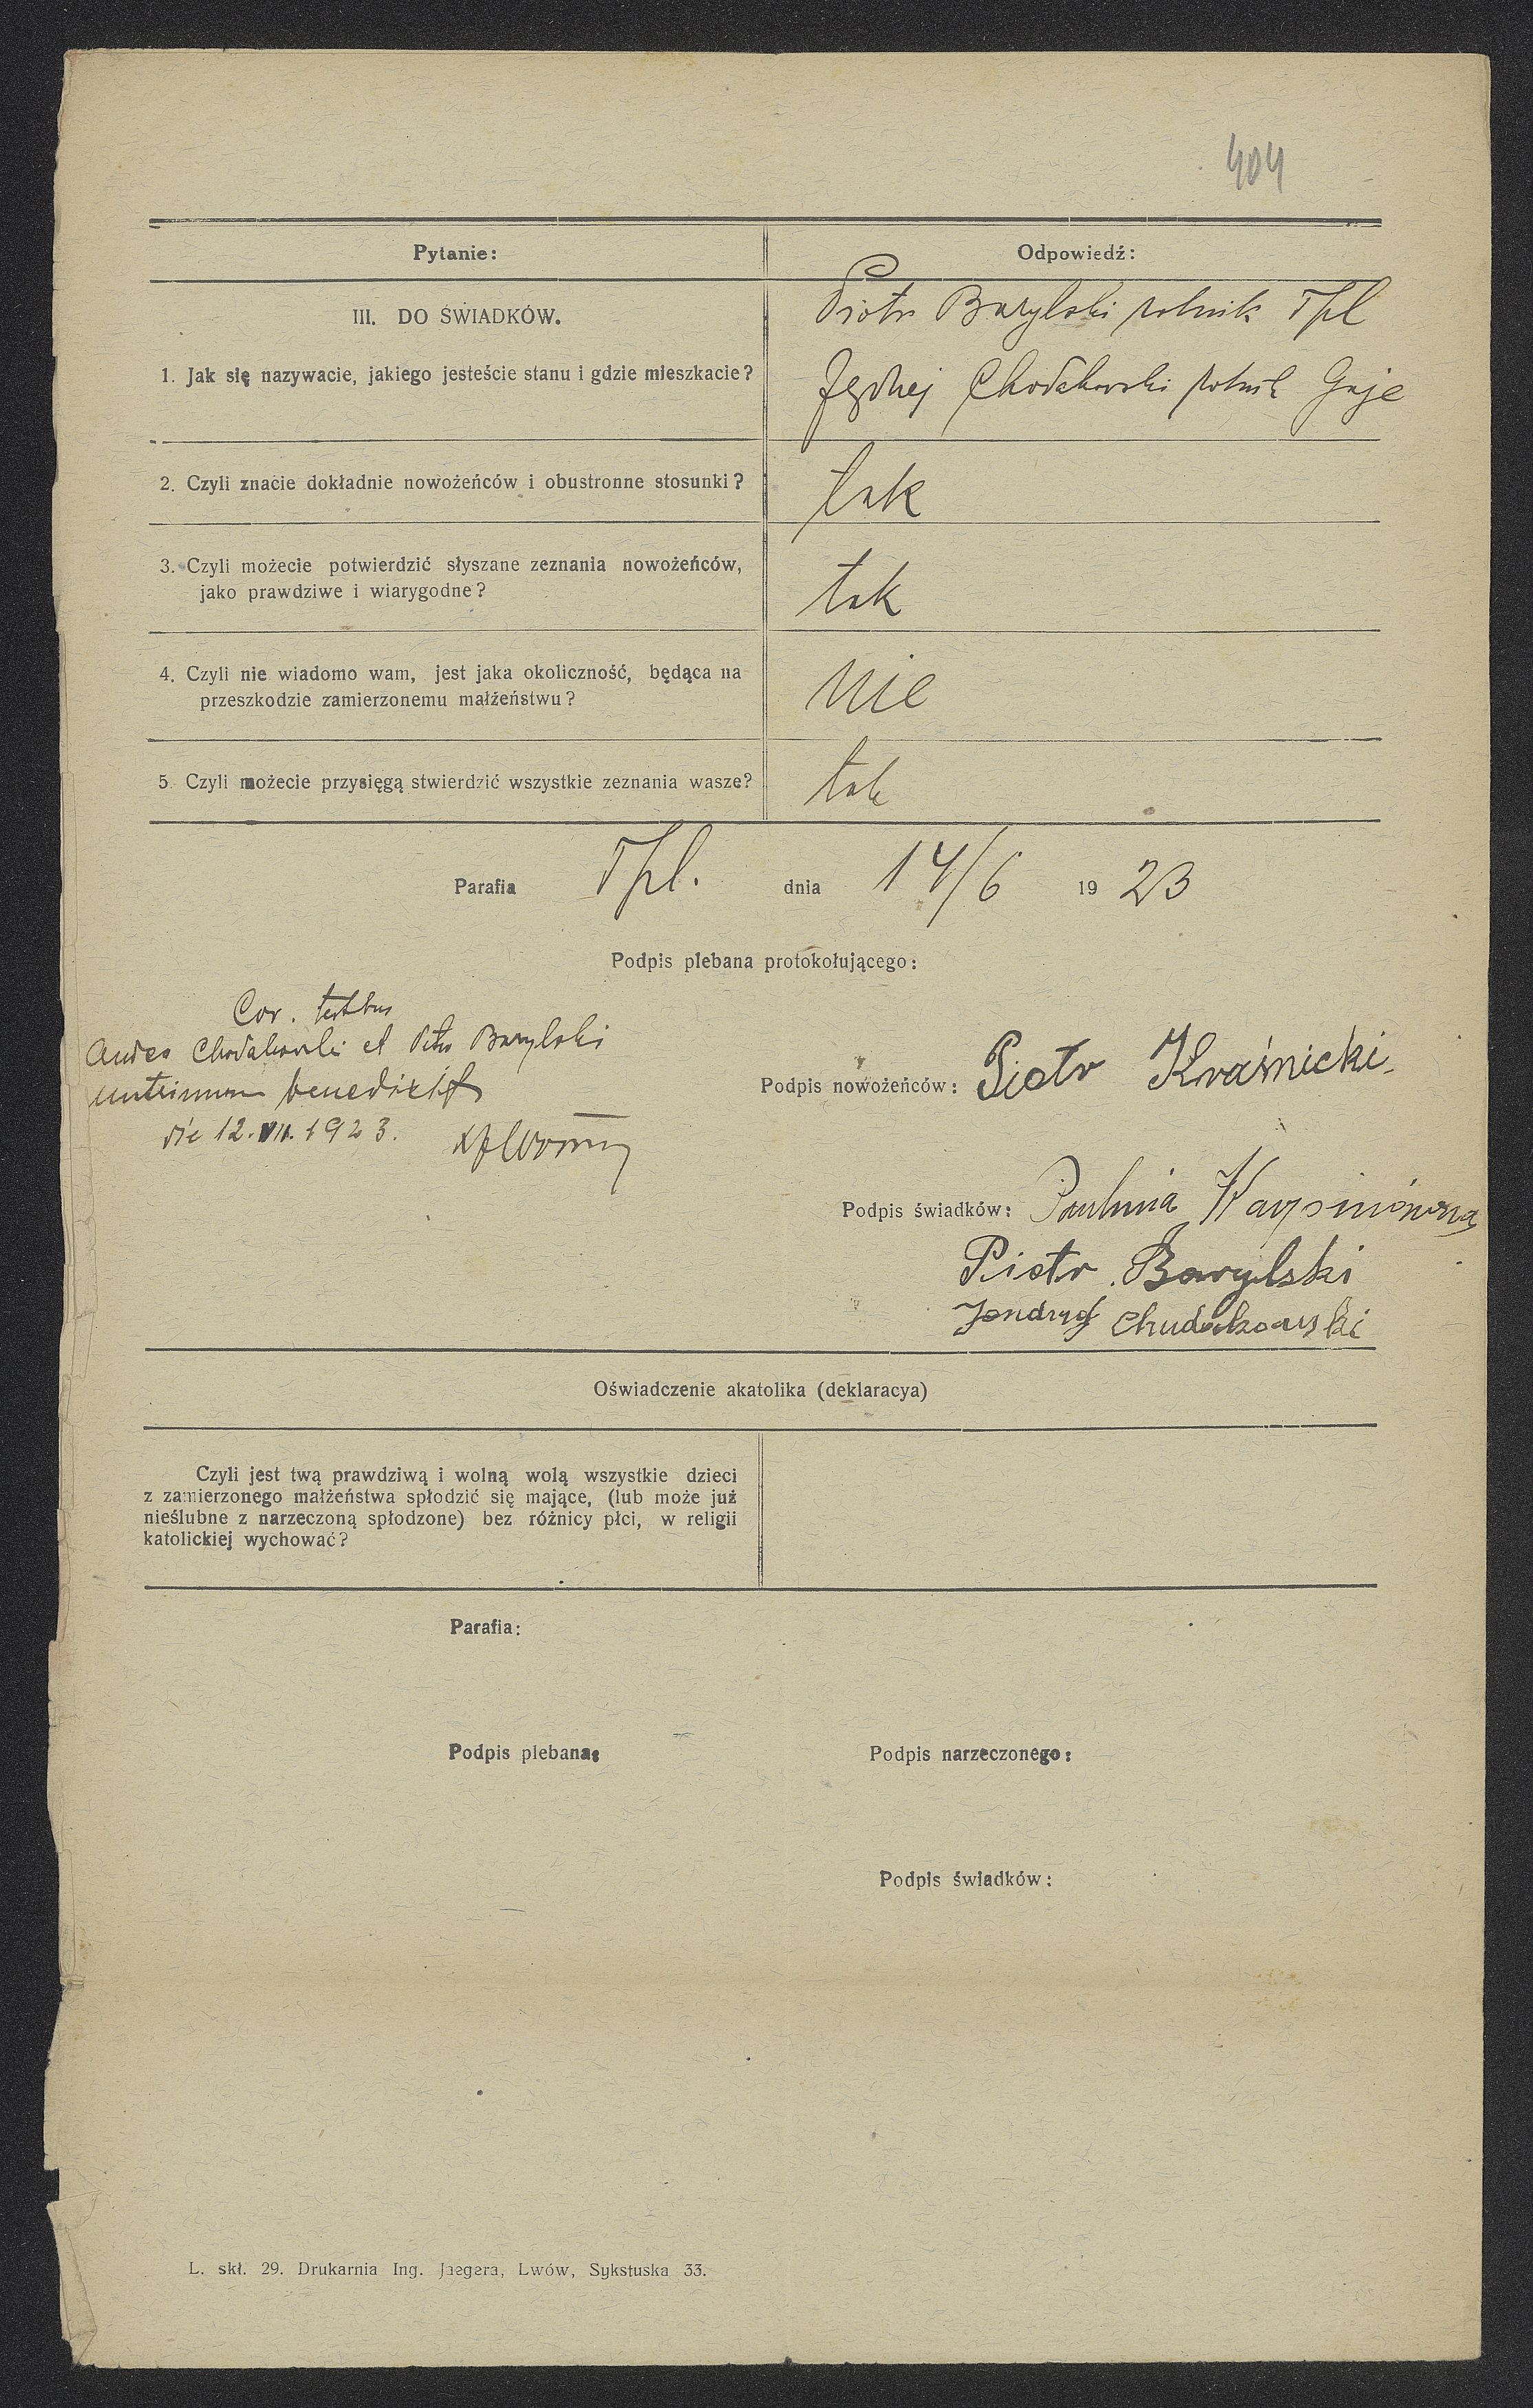 404
Pytanie:
Odpowiedź:
III. DO ŚWIADKÓW.
Piotr Barylski rolnik Tpl
1. Jak się nazywacie, jakiego jesteście stanu i gdzie mieszkacie?
Jędrzej Chodakowski rolnik Gaje
2. Czyli znacie dokładnie nowożeńców i obustronne stosunki?
tak
3. Czyli możecie potwierdzić słyszane zeznania nowożeńców,
jako prawdziwe i wiarygodne?
tak
4. Czyli nie wiadomo wam, jest jaka okoliczność, będąca na
przeszkodzie zamierzonemu małżeństwu?
nie
5. Czyli możecie przysięgą stwierdzić wszystkie zeznania wasze?
tak
Parafia Tpl. dnia 14/6 1923
Podpis plebana protokołującego:
Cor. testibus
Chodakowski et Barylski
benedixit
die 12.VII.1923.
Podpis nowożeńców: Piotr Kraśnicki
Podpis świadków: Paulina
Piotr Barylski
Jendryj Chudakowski
Oświadczenie akatolika (deklaracya)
Czyli jest twą prawdziwą i wolną wolą wszystkie dzieci
z zamierzonego małżeństwa spłodzić się mające, (lub może już
nieślubne z narzeczoną spłodzone) bez różnicy płci, w religii
katolickiej wychować?
Parafia:
Podpis plebana:
Podpis narzeczonego:
Podpis świadków:
L. skł. 29. Drukarnia Ing. Jaegera, Lwów, Sykstuska 33.